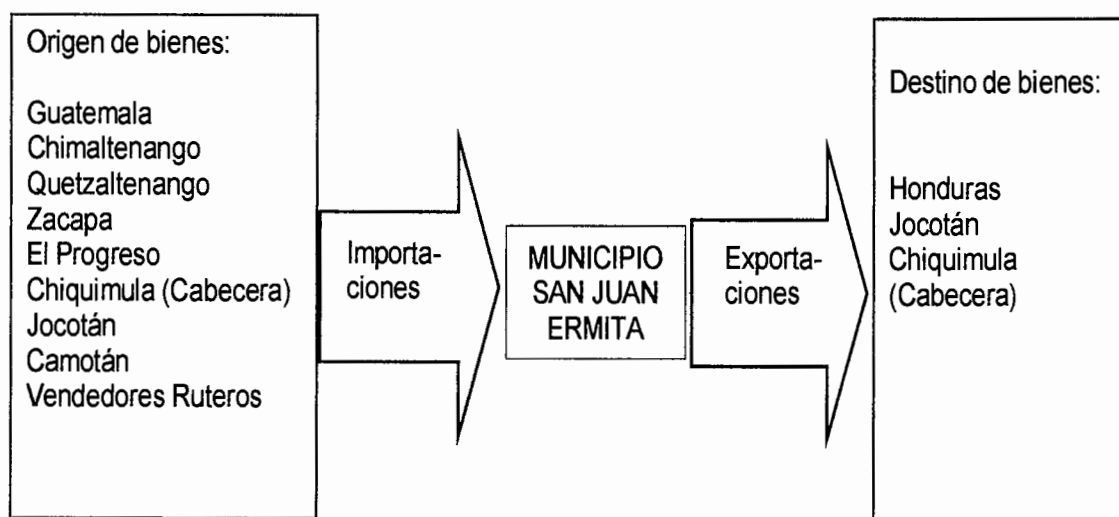 Origen de bienes:
Guatemala
Chimaltenango
Quetzaltenango
Zacapa
El Progreso
Chiquimula (Cabecera)
Jocotán
Camotán
Vendedores Ruteros
Importa-
ciones
MUNICIPIO
SAN JUAN
ERMITA
Exporta-
ciones
Destino de bienes:
Honduras
Jocotán
Chiquimula
(Cabecera)